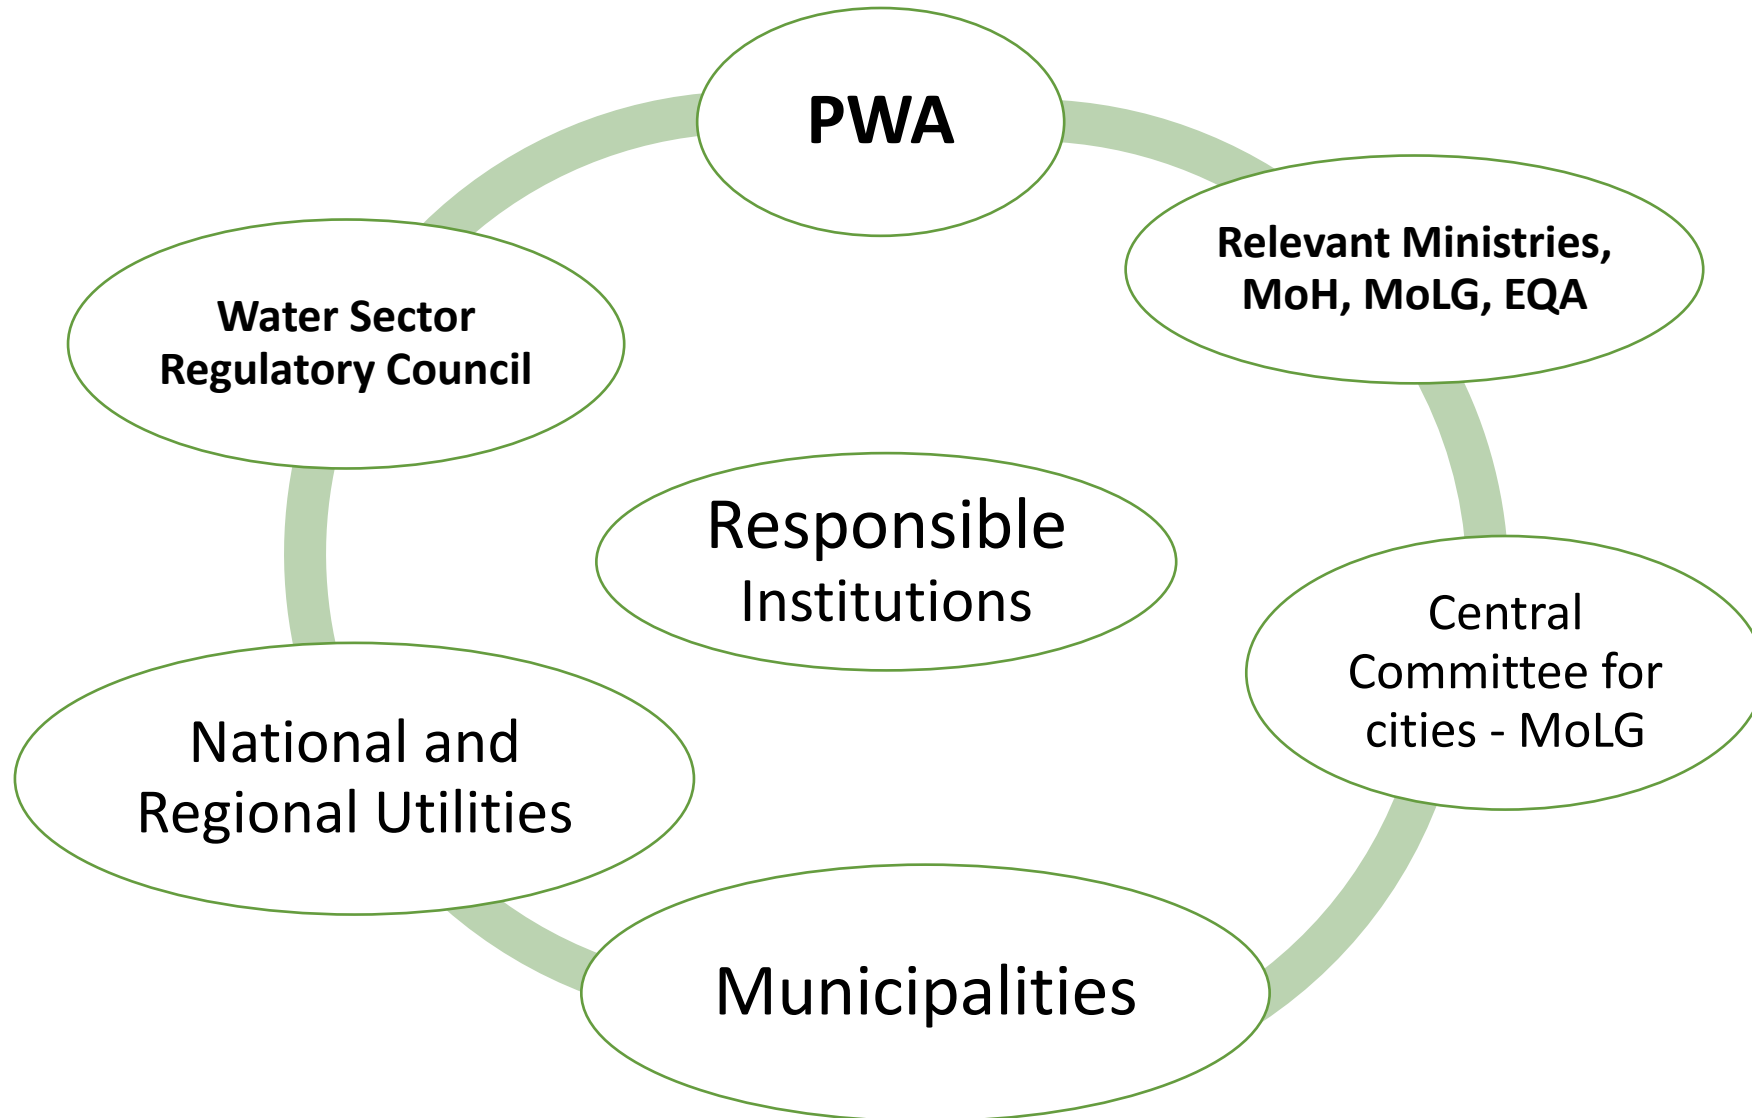 PWA
Relevant Ministries,
MoH, MoLG, EQA
Water Sector
Regulatory Council
Responsible
Institutions
Central
Committee for
cities - MoLG
National and
Regional Utilities
Municipalities